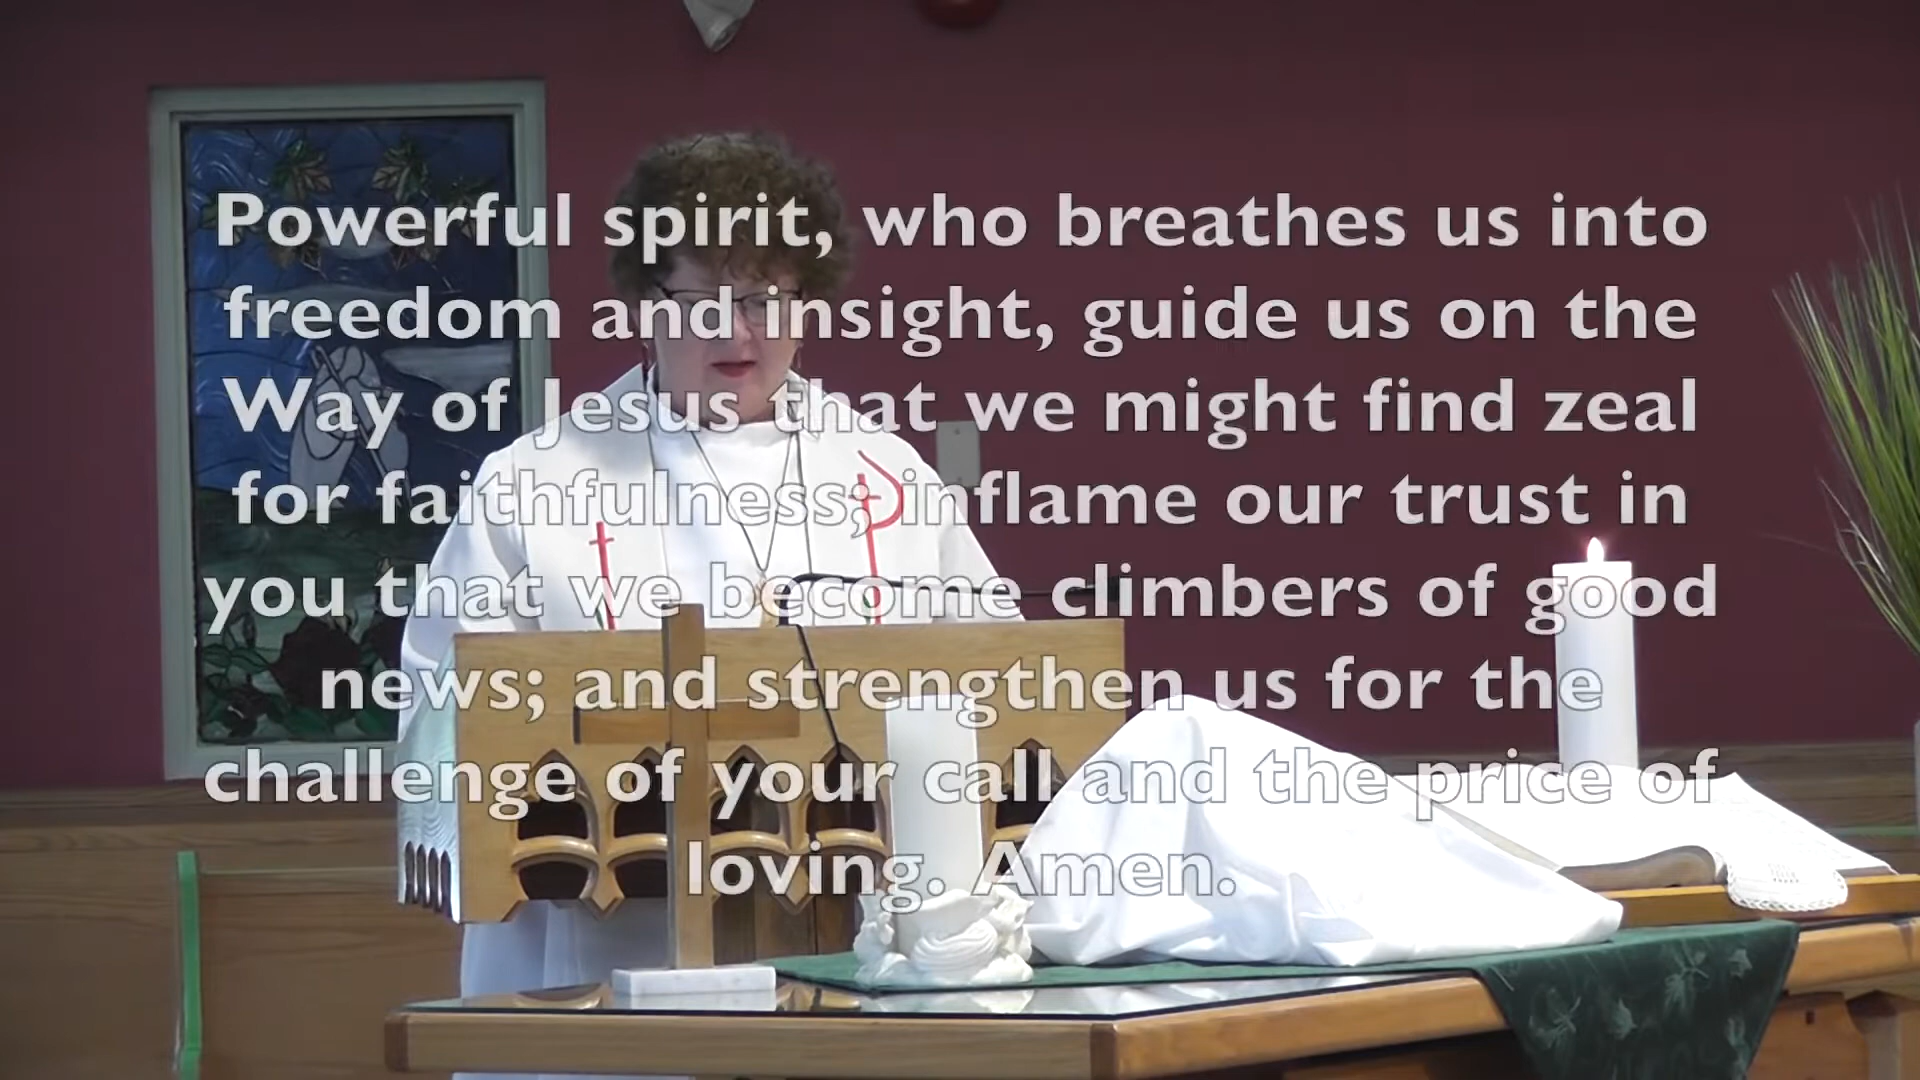 Powerful spirit, who breathes us into
freedom and insight, guide us on the
Way of Jesus that we might find zeal
for faithfulness; inflame our trust in
you that we become climbers of good
news; and strengthen us for the
challenge of your call and the price of
loving. Amen.